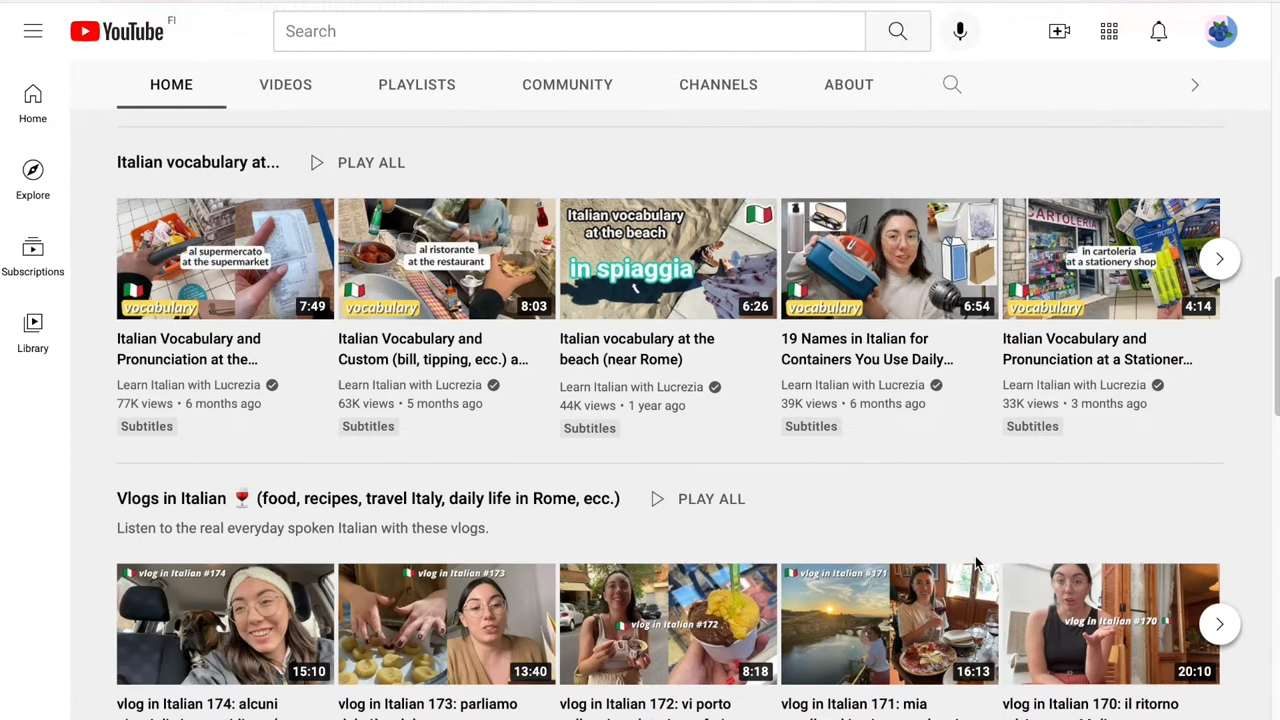 YouTube FI
Search
HOME VIDEOS PLAYLISTS COMMUNITY CHANNELS ABOUT
Home
Explore
Subscriptions
Library
Italian vocabulary at... PLAY ALL
al supermercato
at the supermarket
vocabulary
7:49
Italian Vocabulary and
Pronunciation at the...
Learn Italian with Lucrezia
77K views • 6 months ago
Subtitles
al ristorante
at the restaurant
vocabulary
8:03
Italian Vocabulary and
Custom (bill, tipping, ecc.) a...
Learn Italian with Lucrezia
63K views • 5 months ago
Subtitles
Italian vocabulary
at the beach
in spiaggia
6:26
Italian vocabulary at the
beach (near Rome)
Learn Italian with Lucrezia
44K views • 1 year ago
Subtitles
vocabulary
6:54
19 Names in Italian for
Containers You Use Daily...
Learn Italian with Lucrezia
39K views • 6 months ago
Subtitles
CARTOLERIA
in cartoleria
at a stationery shop
vocabulary
4:14
Italian Vocabulary and
Pronunciation at a Stationer...
Learn Italian with Lucrezia
33K views • 3 months ago
Subtitles
Vlogs in Italian 🍷 (food, recipes, travel Italy, daily life in Rome, ecc.) PLAY ALL
Listen to the real everyday spoken Italian with these vlogs.
vlog in Italian #174
15:10
vlog in Italian 174: alcuni
vlog in Italian #173
13:40
vlog in Italian 173: parliamo
vlog in Italian #172
8:18
vlog in Italian 172: vi porto
vlog in Italian #171
16:13
vlog in Italian 171: mia
vlog in Italian #170
20:10
vlog in Italian 170: il ritorno